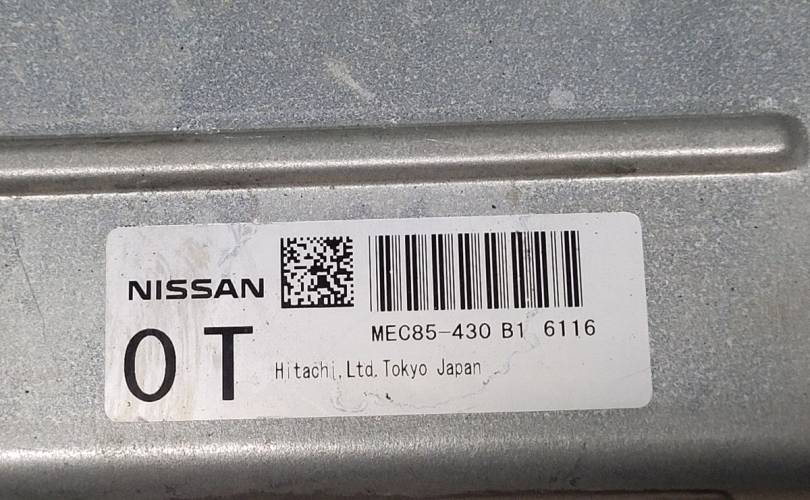 NISSAN
0T
MEC85-430 B1 6116
Hitachi,Ltd.Tokyo Japan